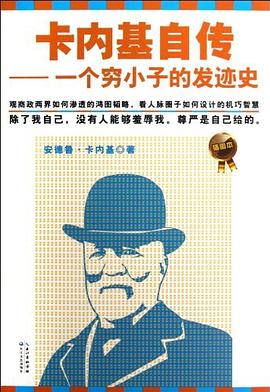 卡内基自传
——一个穷小子的发迹史
观商政两界如何渗透的鸿图韬略,看人脉圈子如何设计的机巧智慧
除了我自己,没有人能够羞辱我。尊严是自己给的。
安德鲁·卡内基◎著
插图本